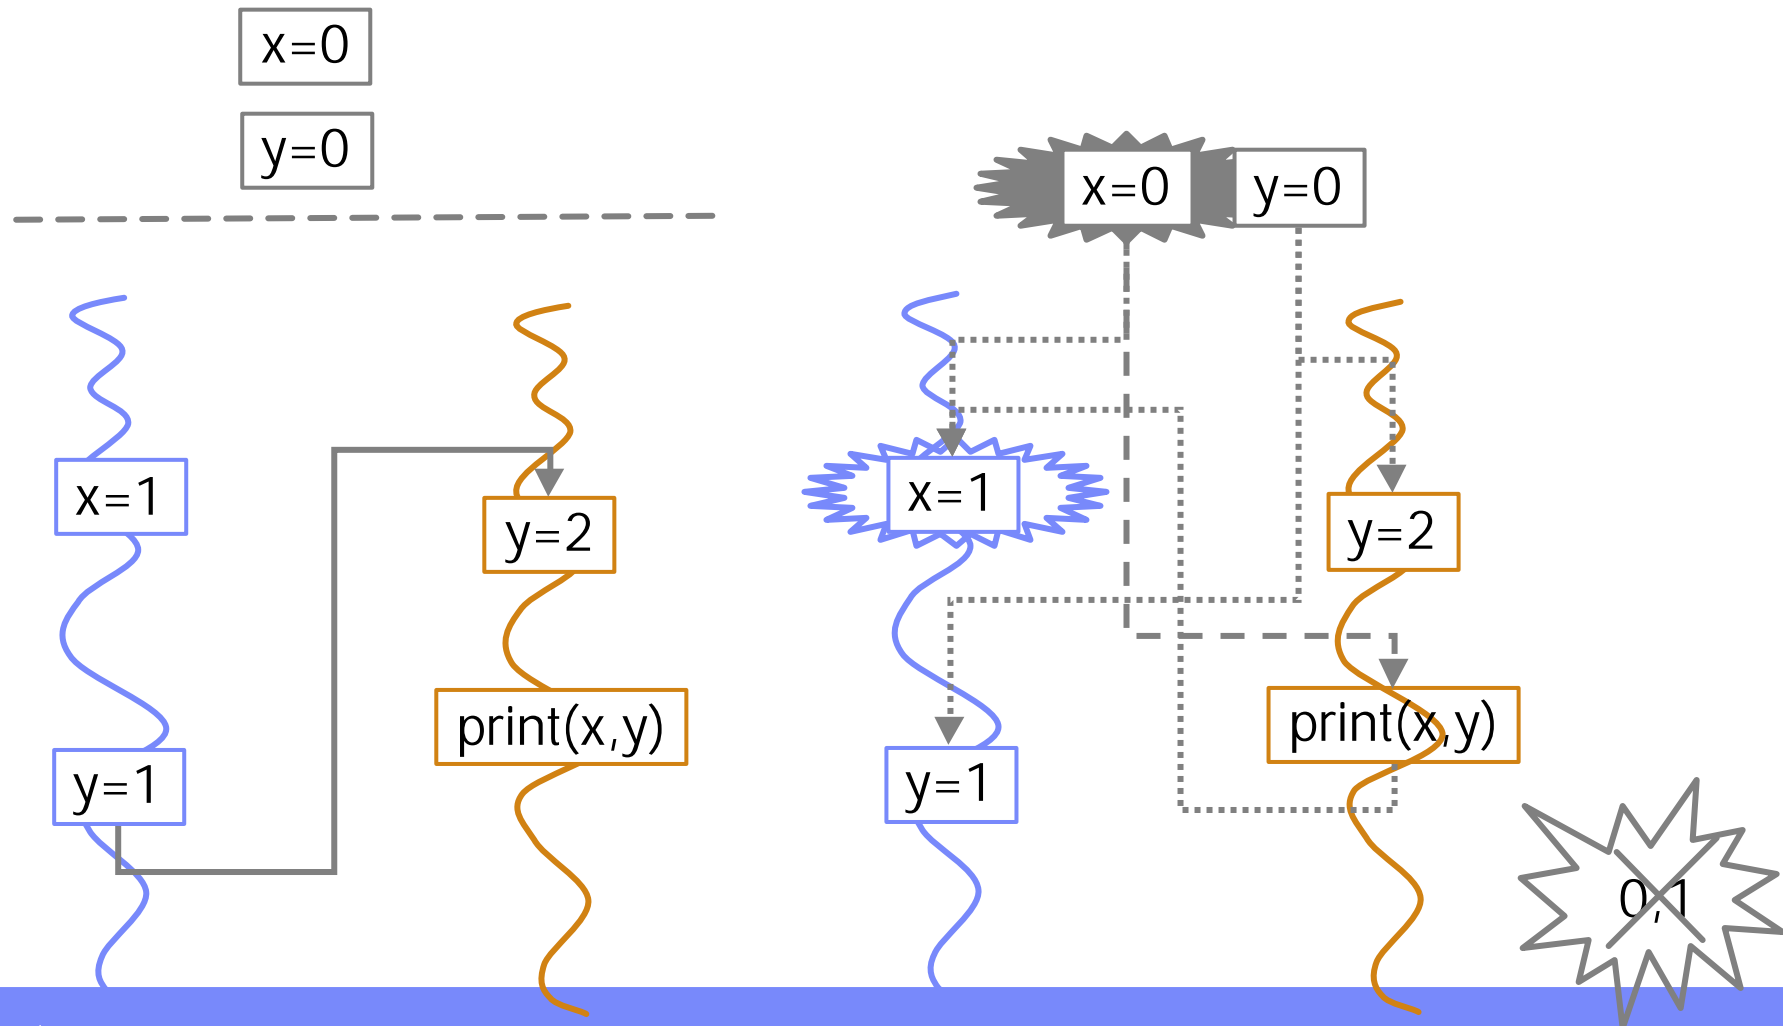 x=0
y=0
x=1
y=2
print(x,y)
y=1
x=0
y=0
x=1
y=2
print(x,y)
y=1
0,1